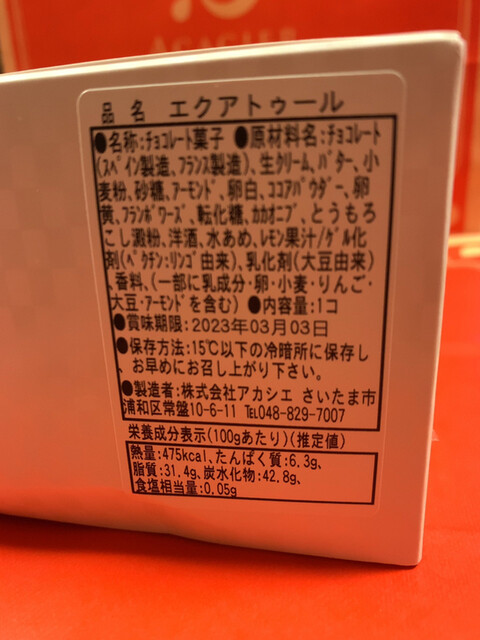 ACACIER
品 名 エクアトゥール
●名称:チョコレート菓子 ●原材料名:チョコレート
(スペイン製造、フランス製造)、生クリーム、バター、小
麦粉、砂糖、アーモンド、卵白、ココアパウダー、卵
黄、フランボワーズ、転化糖、カカオニブ、とうもろ
こし澱粉、洋酒、水あめ、レモン果汁/ゲル化
剤(ペクチン:リンゴ由来)、乳化剤(大豆由来)
、香料、(一部に乳成分・卵・小麦・りんご・
大豆・アーモンドを含む) ●内容量:1コ
●賞味期限:2023年03月03日
●保存方法:15℃以下の冷暗所に保存し
、お早めにお召し上がり下さい。
●製造者:株式会社アカシエ さいたま市
浦和区常盤10-6-11 TEL048-829-7007
栄養成分表示(100gあたり)(推定値)
熱量:475kcal、たんぱく質:6.3g、
脂質:31.4g、炭水化物:42.8g、
食塩相当量:0.05g